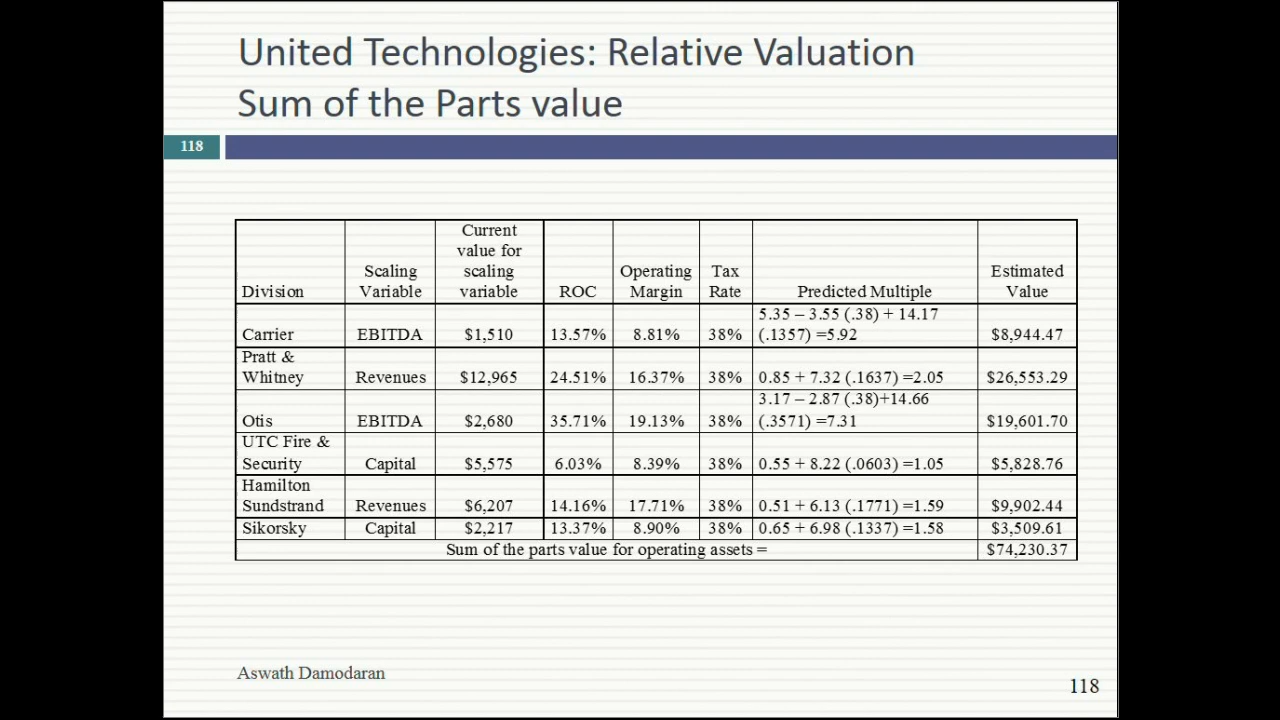 United Technologies: Relative Valuation
Sum of the Parts value
118
Current
value for
Scaling scaling Operating Tax Estimated
Division Variable variable ROC Margin Rate Predicted Multiple Value
5.35 – 3.55 (.38) + 14.17
Carrier EBITDA $1,510 13.57% 8.81% 38% (.1357) =5.92 $8,944.47
Pratt &
Whitney Revenues $12,965 24.51% 16.37% 38% 0.85 + 7.32 (.1637) =2.05 $26,553.29
3.17 – 2.87 (.38)+14.66
Otis EBITDA $2,680 35.71% 19.13% 38% (.3571) =7.31 $19,601.70
UTC Fire &
Security Capital $5,575 6.03% 8.39% 38% 0.55 + 8.22 (.0603) =1.05 $5,828.76
Hamilton
Sundstrand Revenues $6,207 14.16% 17.71% 38% 0.51 + 6.13 (.1771) =1.59 $9,902.44
Sikorsky Capital $2,217 13.37% 8.90% 38% 0.65 + 6.98 (.1337) =1.58 $3,509.61
Sum of the parts value for operating assets = $74,230.37
Aswath Damodaran
118